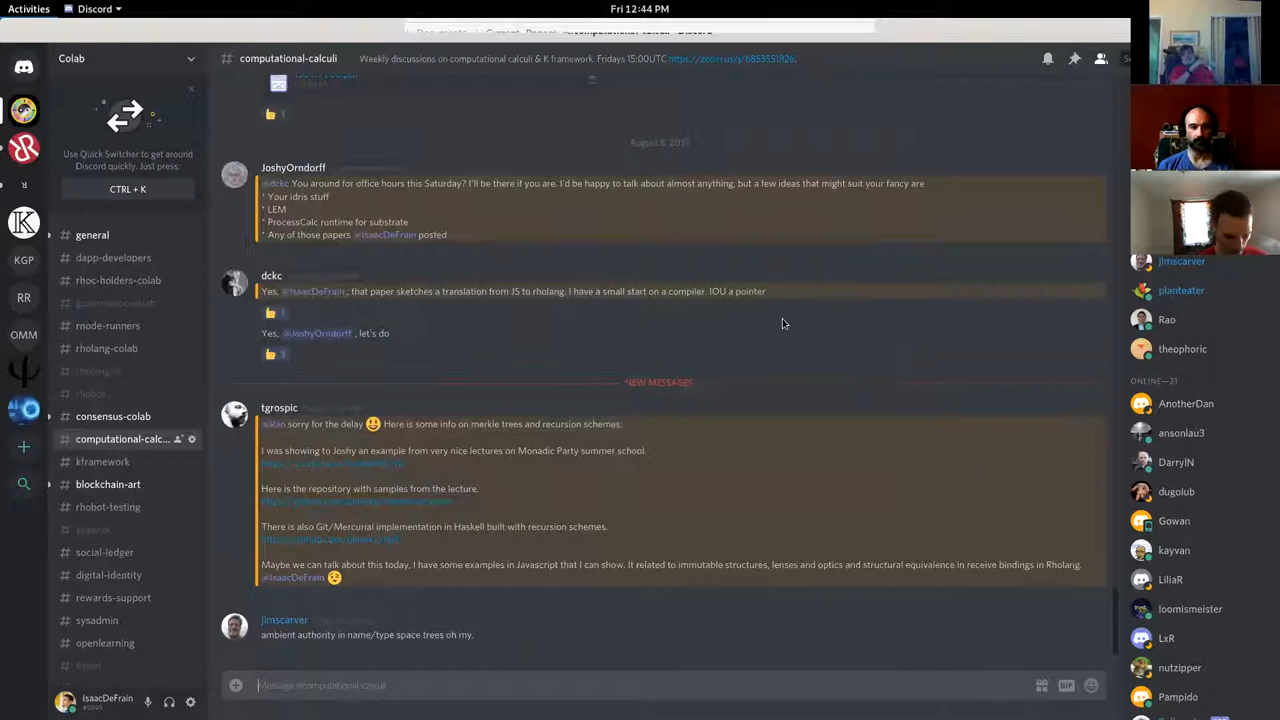 Activities
Discord
Fri 12:44 PM
Colab
# computational-calculi
Weekly discussions on computational calculi & K framework. Fridays 15:00UTC
Use Quick Switcher to get around
Discord quickly. Just press:
CTRL + K
# general
# dapp-developers
# rhoc-holders-colab
# governance-colab
# node-runners
# rholang-colab
# consensus-colab
# computational-calc...
# kframework
# blockchain-art
# rhobot-testing
# social-ledger
# digital-identity
# rewards-support
# sysadmin
# openlearning
IsaacDeFrain
KGP
RR
OMM
1
JoshyOrndorff
@dckc You around for office hours this Saturday? I'll be there if you are. I'd be happy to talk about almost anything, but a few ideas that might suit your fancy are
* Your idris stuff
* LEM
* ProcessCalc runtime for substrate
* Any of those papers @IsaacDeFrain posted
dckc
Yes, @IsaacDeFrain ; that paper sketches a translation from JS to rholang. I have a small start on a compiler. IOU a pointer
1
Yes, @JoshyOrndorff , let's do
3
NEW MESSAGES
tgrospic
sorry for the delay 😃 Here is some info on merkle trees and recursion schemes.
I was showing to Joshy an example from very nice lectures on Monadic Party summer school
Here is the repository with samples from the lecture.
There is also Git/Mercurial implementation in Haskell built with recursion schemes.
Maybe we can talk about this today, I have some examples in Javascript that I can show. It related to immutable structures, lenses and optics and structural equivalence in receive bindings in Rholang.
@IsaacDeFrain
jimscarver
ambient authority in name/type space trees oh my.
Message #computational-calculi
GIF
jimscarver
planteater
Rao
theophoric
ONLINE—21
AnotherDan
ansonlau3
DarrylN
dugolub
Gowan
kayvan
LiliaR
loomismeister
LxR
nutzipper
Pampido